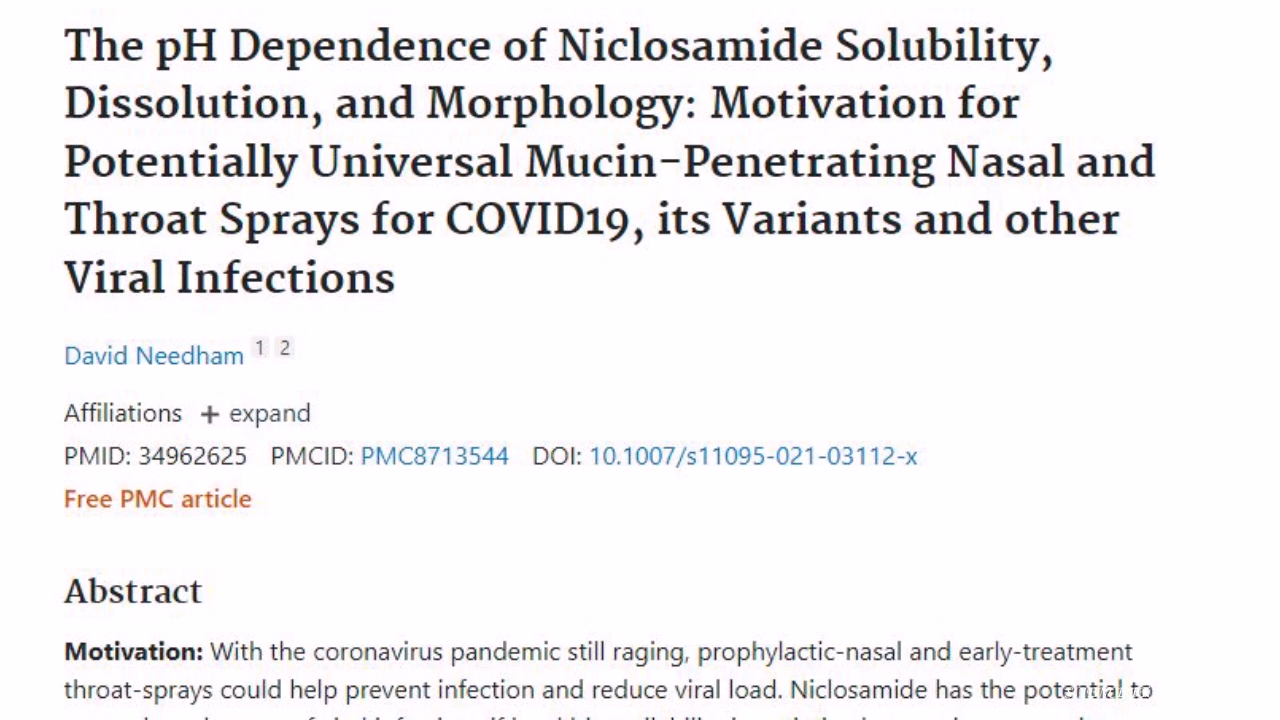 The pH Dependence of Niclosamide Solubility,
Dissolution, and Morphology: Motivation for
Potentially Universal Mucin-Penetrating Nasal and
Throat Sprays for COVID19, its Variants and other
Viral Infections
David Needham 1 2
Affiliations + expand
PMID: 34962625 PMCID: PMC8713544 DOI: 10.1007/s11095-021-03112-x
Free PMC article
Abstract
Motivation: With the coronavirus pandemic still raging, prophylactic-nasal and early-treatment
throat-sprays could help prevent infection and reduce viral load. Niclosamide has the potential to